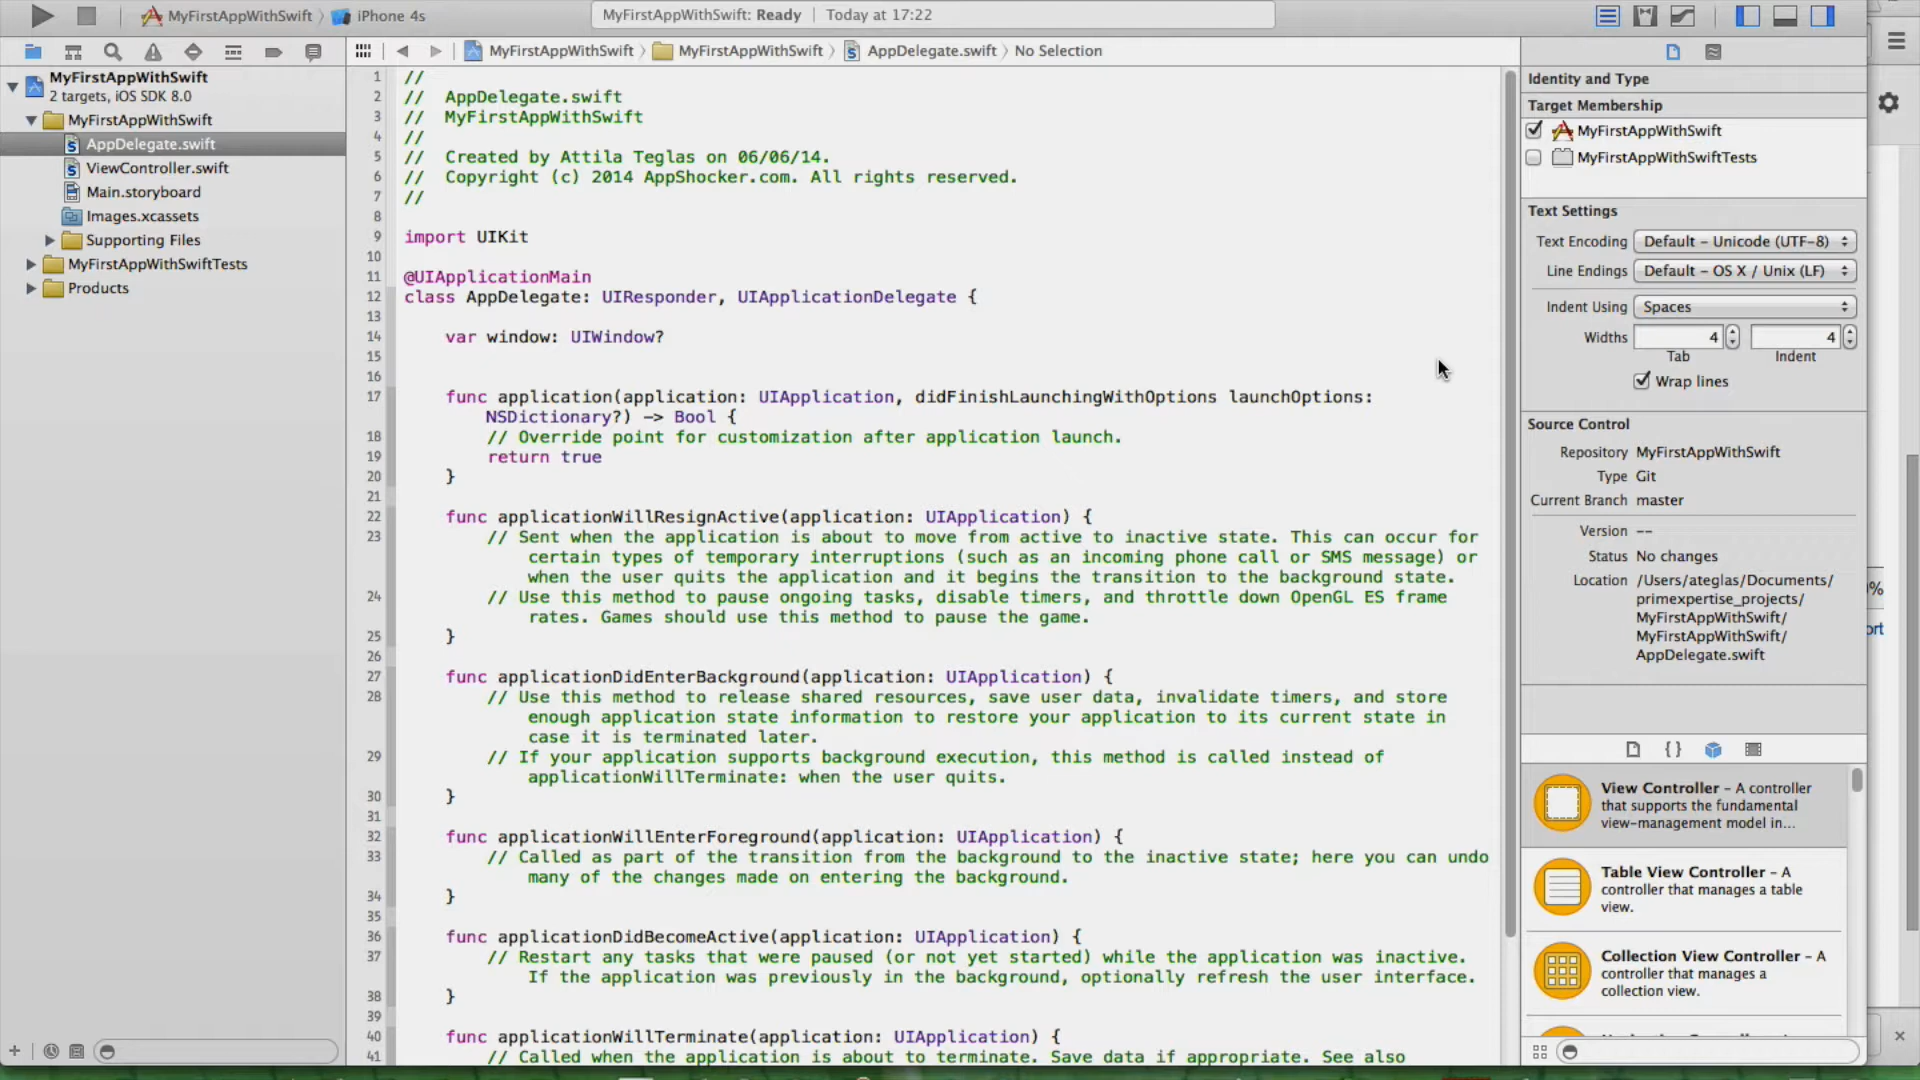 MyFirstAppWithSwift iPhone 4s
MyFirstAppWithSwift: Ready Today at 17:22
MyFirstAppWithSwift MyFirstAppWithSwift AppDelegate.swift No Selection
MyFirstAppWithSwift
2 targets, iOS SDK 8.0
MyFirstAppWithSwift
AppDelegate.swift
ViewController.swift
Main.storyboard
Images.xcassets
Supporting Files
MyFirstAppWithSwiftTests
Products
1 //
2 // AppDelegate.swift
3 // MyFirstAppWithSwift
4 //
5 // Created by Attila Teglas on 06/06/14.
6 // Copyright (c) 2014 AppShocker.com. All rights reserved.
7 //
8
9 import UIKit
10
11 @UIApplicationMain
12 class AppDelegate: UIResponder, UIApplicationDelegate {
13
14 var window: UIWindow?
15
16
17 func application(application: UIApplication, didFinishLaunchingWithOptions launchOptions:
NSDictionary?) -> Bool {
18 // Override point for customization after application launch.
19 return true
20 }
21
22 func applicationWillResignActive(application: UIApplication) {
23 // Sent when the application is about to move from active to inactive state. This can occur for
certain types of temporary interruptions (such as an incoming phone call or SMS message) or
when the user quits the application and it begins the transition to the background state.
24 // Use this method to pause ongoing tasks, disable timers, and throttle down OpenGL ES frame
rates. Games should use this method to pause the game.
25 }
26
27 func applicationDidEnterBackground(application: UIApplication) {
28 // Use this method to release shared resources, save user data, invalidate timers, and store
enough application state information to restore your application to its current state in
case it is terminated later.
29 // If your application supports background execution, this method is called instead of
applicationWillTerminate: when the user quits.
30 }
31
32 func applicationWillEnterForeground(application: UIApplication) {
33 // Called as part of the transition from the background to the inactive state; here you can undo
many of the changes made on entering the background.
34 }
35
36 func applicationDidBecomeActive(application: UIApplication) {
37 // Restart any tasks that were paused (or not yet started) while the application was inactive.
If the application was previously in the background, optionally refresh the user interface.
38 }
39
40 func applicationWillTerminate(application: UIApplication) {
41 // Called when the application is about to terminate. Save data if appropriate. See also
Identity and Type
Target Membership
MyFirstAppWithSwift
MyFirstAppWithSwiftTests
Text Settings
Text Encoding Default - Unicode (UTF-8)
Line Endings Default - OS X / Unix (LF)
Indent Using Spaces
Widths 4 4
Tab Indent
Wrap lines
Source Control
Repository MyFirstAppWithSwift
Type Git
Current Branch master
Version --
Status No changes
Location /Users/ateglas/Documents/
primexpertise_projects/
MyFirstAppWithSwift/
MyFirstAppWithSwift/
AppDelegate.swift
{ }
View Controller - A controller
that supports the fundamental
view-management model in...
Table View Controller - A
controller that manages a table
view.
Collection View Controller - A
controller that manages a
collection view.
%
ort